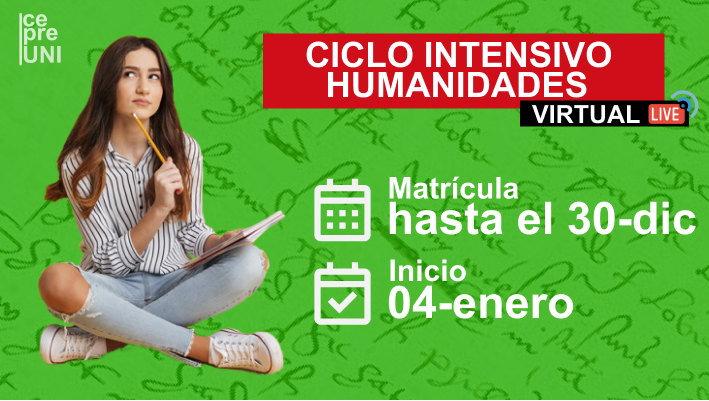 ce
pre
UNI
CICLO INTENSIVO
HUMANIDADES
VIRTUAL LIVE
Matrícula
hasta el 30-dic
Inicio
04-enero